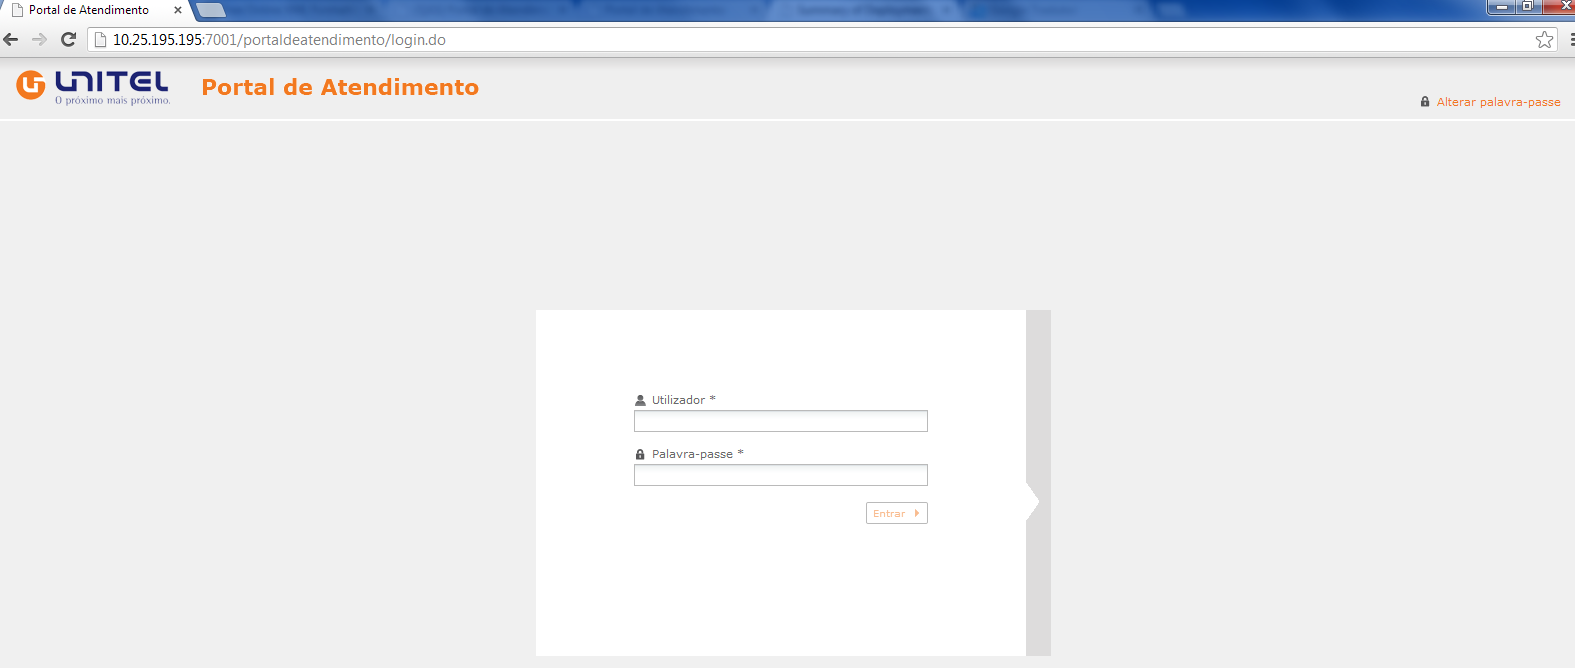 Portal de Atendimento
10.25.195.195:7001/portaldeatendimento/login.do
UNITEL
O próximo mais próximo.
Portal de Atendimento
Alterar palavra-passe
Utilizador *
Palavra-passe *
Entrar